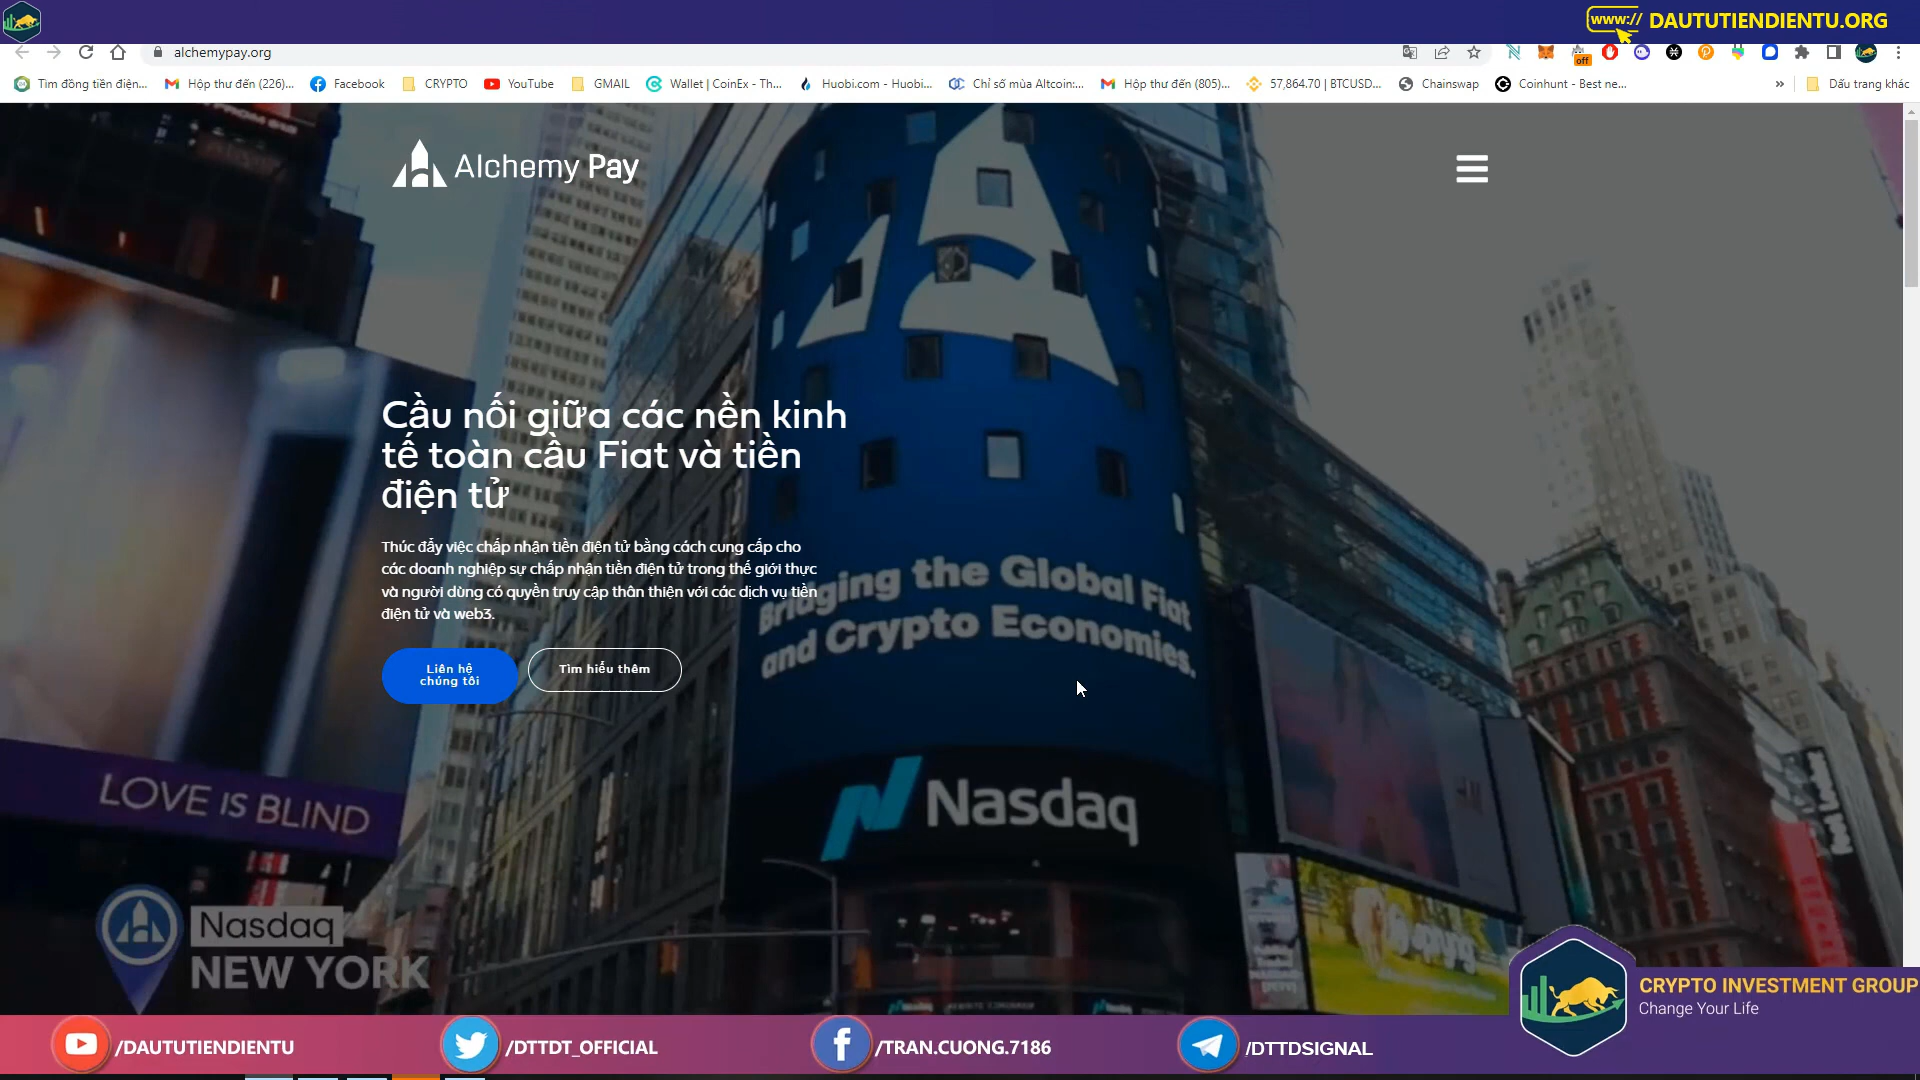 www:// DAUTUTIENDIENTU.ORG
alchemypay.org
off
Tìm đồng tiền điện... Hộp thư đến (226)... Facebook CRYPTO YouTube GMAIL Wallet | CoinEx - Th... Huobi.com - Huobi... Chỉ số mùa Altcoin:... Hộp thư đến (805)... 57,864.70 | BTCUSD... Chainswap Coinhunt - Best ne... » Dấu trang khác
Alchemy Pay
Cầu nối giữa các nền kinh
tế toàn cầu Fiat và tiền
điện tử
Thúc đẩy việc chấp nhận tiền điện tử bằng cách cung cấp cho
các doanh nghiệp sự chấp nhận tiền điện tử trong thế giới thực
và người dùng có quyền truy cập thân thiện với các dịch vụ tiền
điện tử và web3.
Liên hệ
chúng tôi
Tìm hiểu thêm
Bridging the Global Fiat
and Crypto Economies.
Nasdaq
LOVE IS BLIND
Nasdaq
NEW YORK
CRYPTO INVESTMENT GROUP
Change Your Life
/DAUTUTIENDIENTU
/DTTDT_OFFICIAL
/TRAN.CUONG.7186
/DTTDSIGNAL